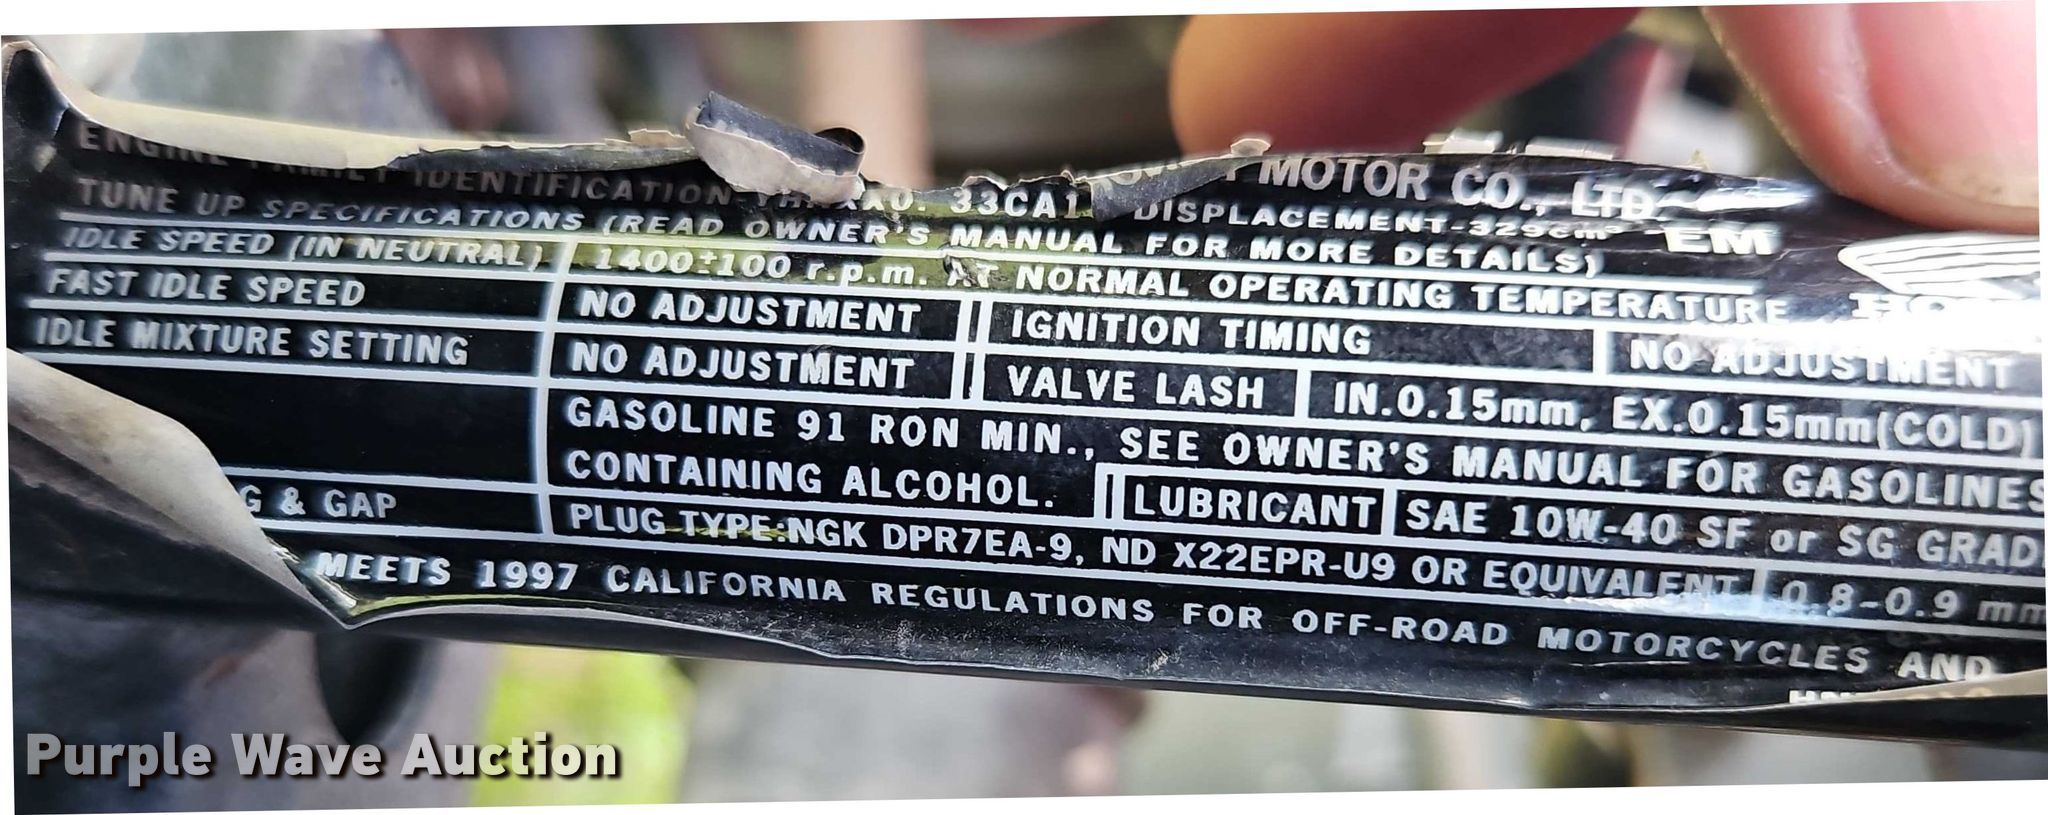 MOTOR CO., LTD.
ENGINE FAMILY IDENTIFICATION 33CA1 DISPLACEMENT-329cm³ EM
TUNE UP SPECIFICATIONS (READ OWNER'S MANUAL FOR MORE DETAILS)
IDLE SPEED (IN NEUTRAL) 1400±100 r.p.m. AT NORMAL OPERATING TEMPERATURE
FAST IDLE SPEED NO ADJUSTMENT IGNITION TIMING NO ADJUSTMENT
IDLE MIXTURE SETTING NO ADJUSTMENT VALVE LASH IN.0.15mm, EX.0.15mm(COLD)
GASOLINE 91 RON MIN., SEE OWNER'S MANUAL FOR GASOLINES
CONTAINING ALCOHOL. LUBRICANT SAE 10W-40 SF or SG GRAD
G & GAP PLUG TYPE:NGK DPR7EA-9, ND X22EPR-U9 OR EQUIVALENT 0.8-0.9 mm
MEETS 1997 CALIFORNIA REGULATIONS FOR OFF-ROAD MOTORCYCLES AND
Purple Wave Auction